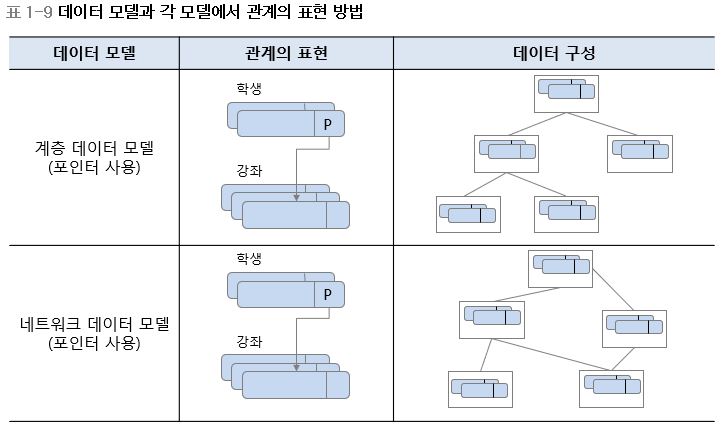 표 1-9 데이터 모델과 각 모델에서 관계의 표현 방법
데이터 모델
관계의 표현
데이터 구성
계층 데이터 모델
(포인터 사용)
학생
P
강좌
네트워크 데이터 모델
(포인터 사용)
학생
P
강좌